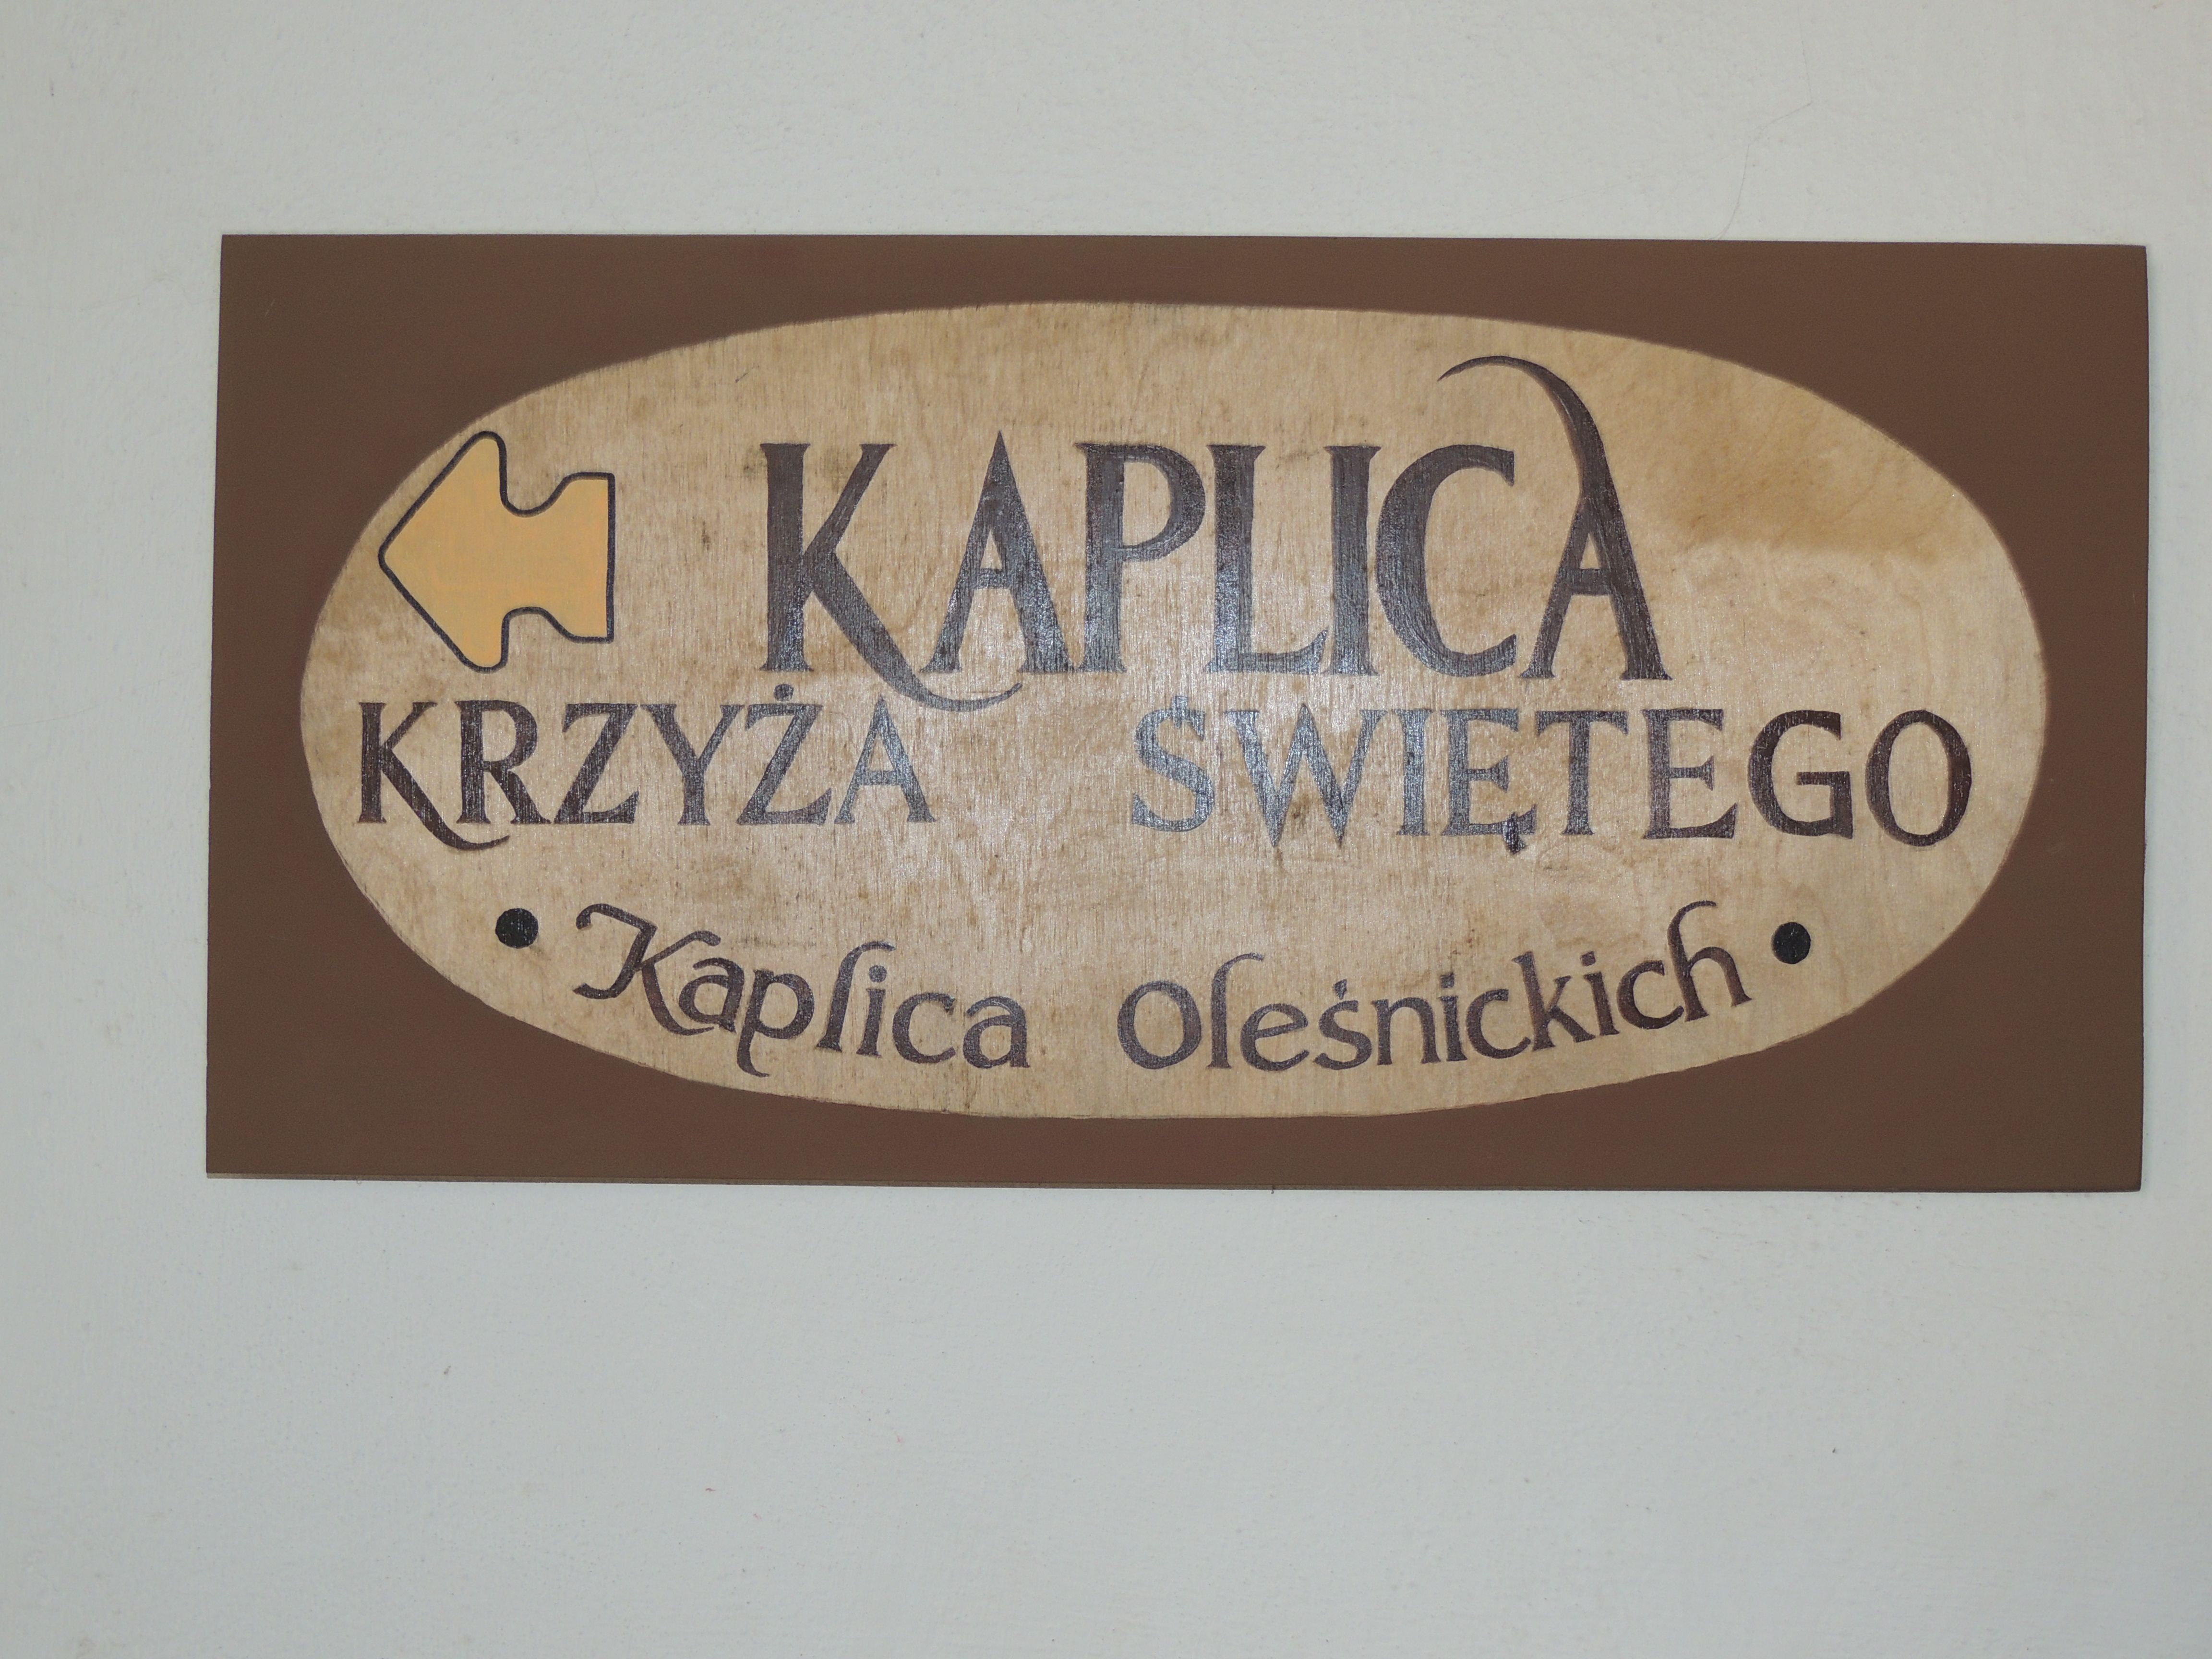 KAPLICA
KRZYŻA ŚWIĘTEGO
• Kaplica Oleśnickich •